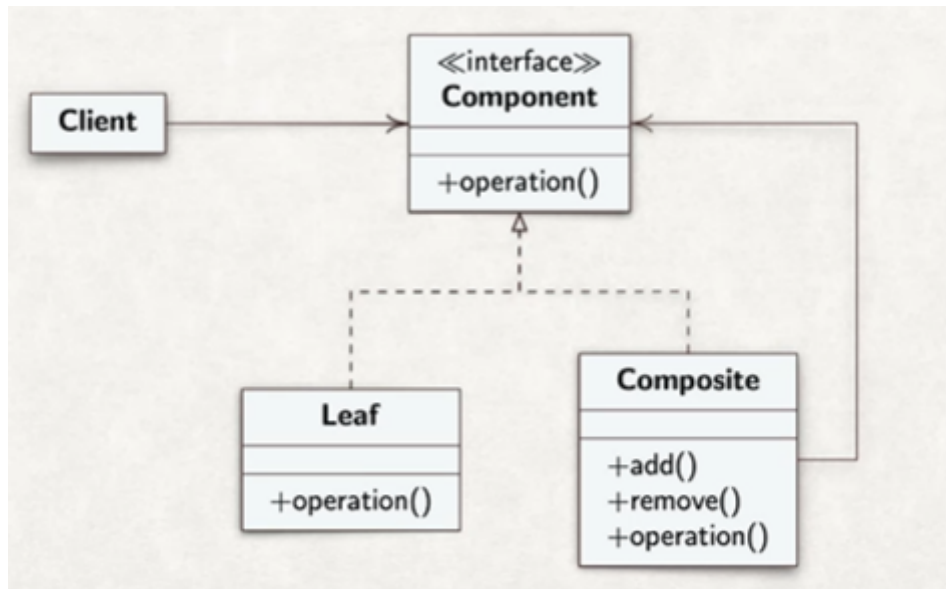 ≪interface≫
Component
+operation()
Client
Leaf
+operation()
Composite
+add()
+remove()
+operation()